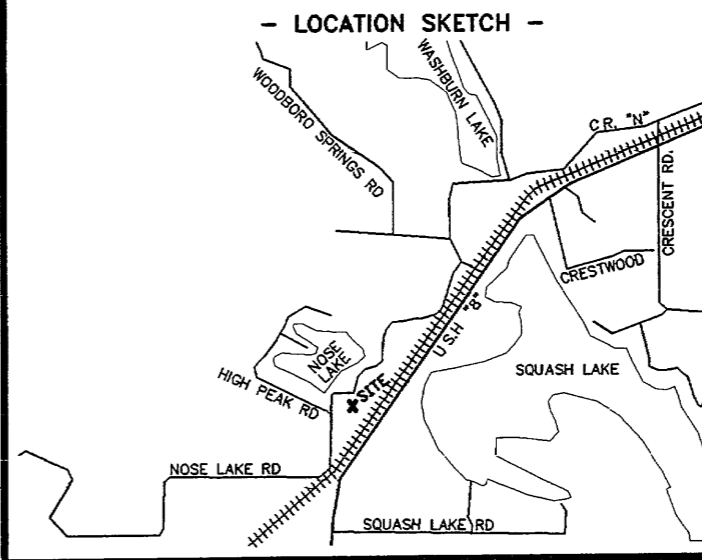 - LOCATION SKETCH -
WASHBURN LAKE
WOODBORO SPRINGS RD
C.R. "N"
CRESCENT RD.
CRESTWOOD
U.S.H "8"
NOSE
LAKE
SQUASH LAKE
HIGH PEAK RD
X SITE
NOSE LAKE RD
SQUASH LAKE RD